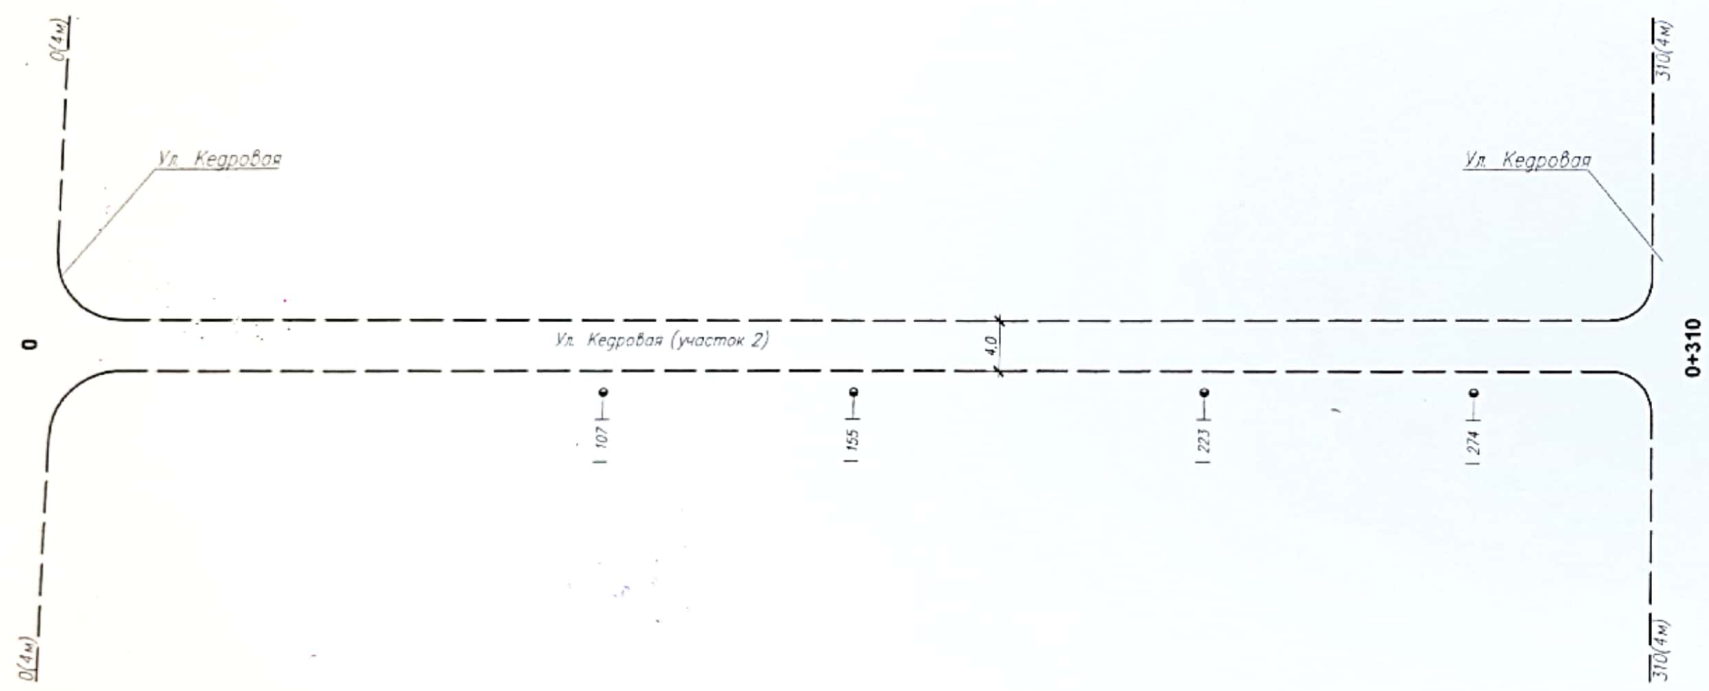 0(4м)
310(4м)
Ул. Кедровая
Ул. Кедровая
Ул. Кедровая (участок 2)
4.0
0
0+310
107
155
223
274
0(4м)
310(4м)